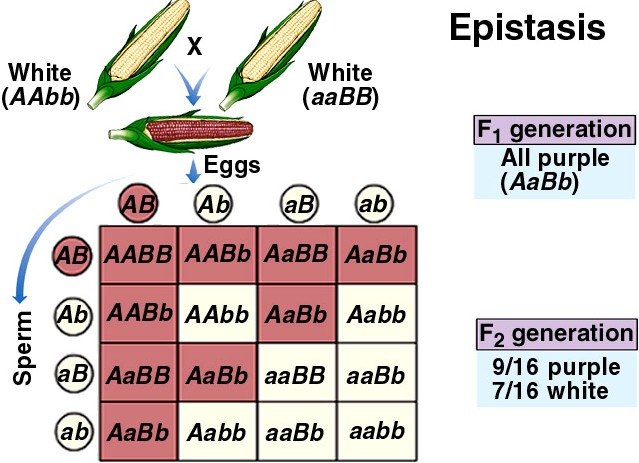 Epistasis
X
White
(AAbb)
White
(aaBB)
F1 generation
All purple
(AaBb)
Eggs
AB Ab aB ab
AB AABB AABb AaBB AaBb
Ab AABb AAbb AaBb Aabb
aB AaBB AaBb aaBB aaBb
ab AaBb Aabb aaBb aabb
Sperm
F2 generation
9/16 purple
7/16 white